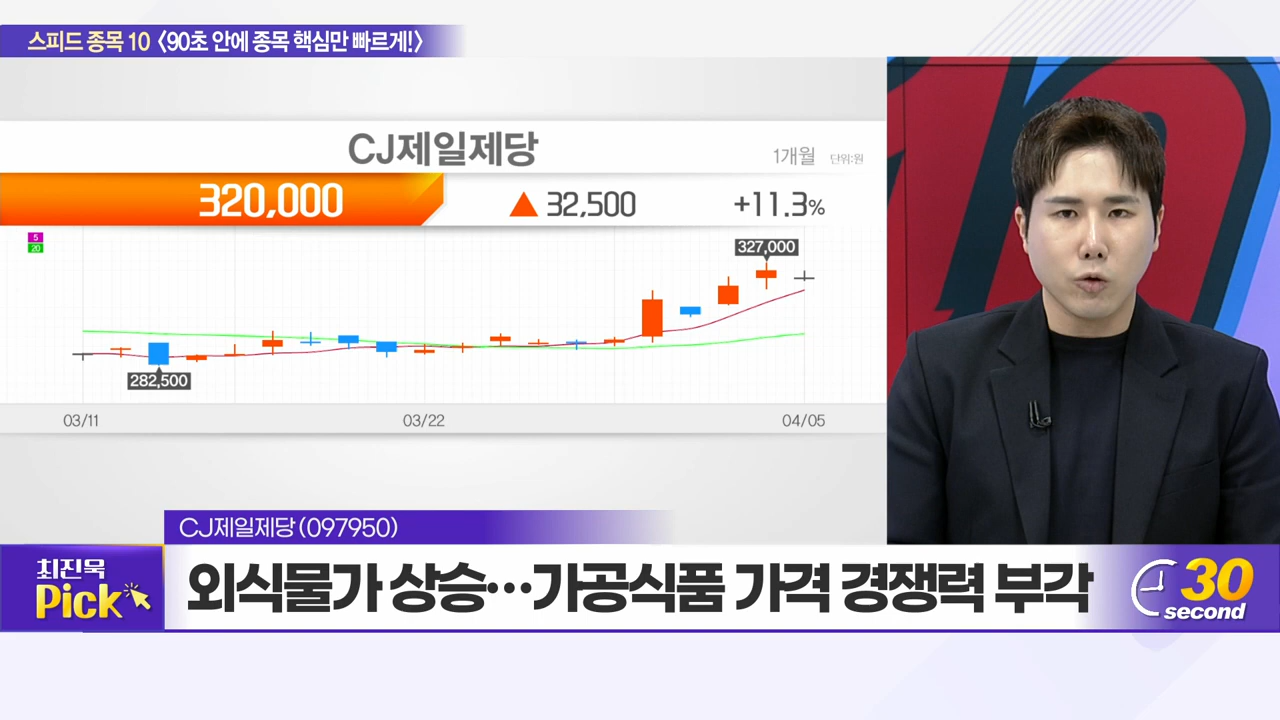 스피드 종목 10 <90초 안에 종목 핵심만 빠르게!>
CJ제일제당
1개월 단위:원
320,000 ▲ 32,500 +11.3%
5
20
327,000
282,500
03/11 03/22 04/05
CJ제일제당(097950)
최진욱
Pick
외식물가 상승…가공식품 가격 경쟁력 부각
30
second